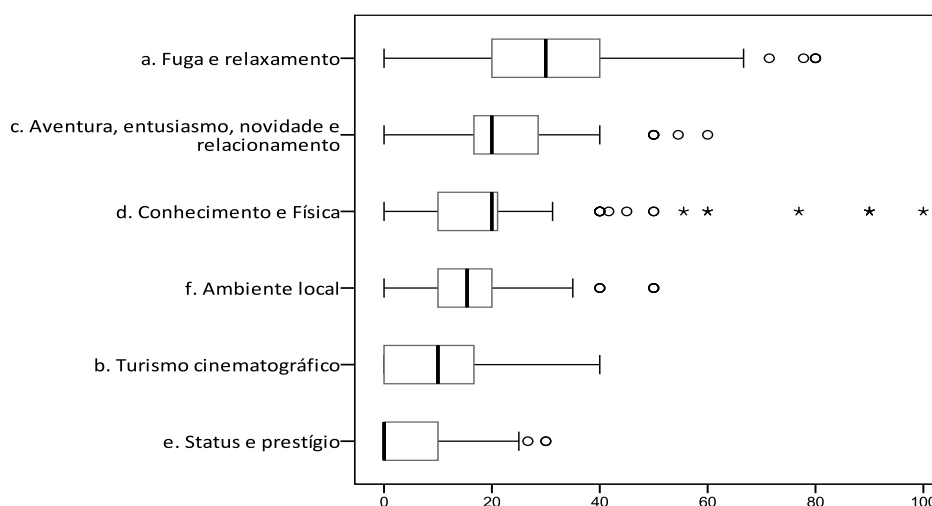 a. Fuga e relaxamento
c. Aventura, entusiasmo, novidade e
relacionamento
d. Conhecimento e Física
f. Ambiente local
b. Turismo cinematográfico
e. Status e prestígio
0 20 40 60 80 100